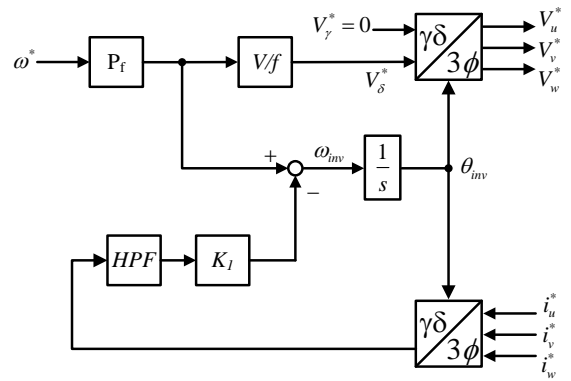 ω*
P_f
V/f
V_γ^* = 0
V_δ^*
γδ
3ϕ
V_u^*
V_v^*
V_w^*
+
−
ω_inv
1
s
θ_inv
HPF
K_1
γδ
3ϕ
i_u^*
i_v^*
i_w^*